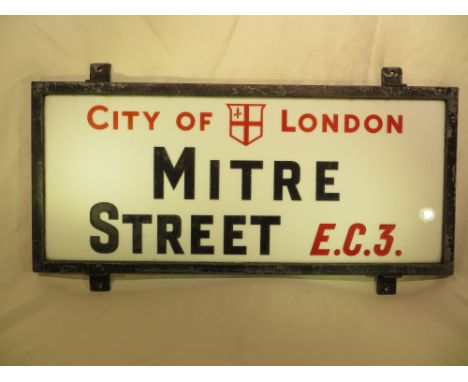 CITY OF LONDON
MITRE
STREET E.C.3.